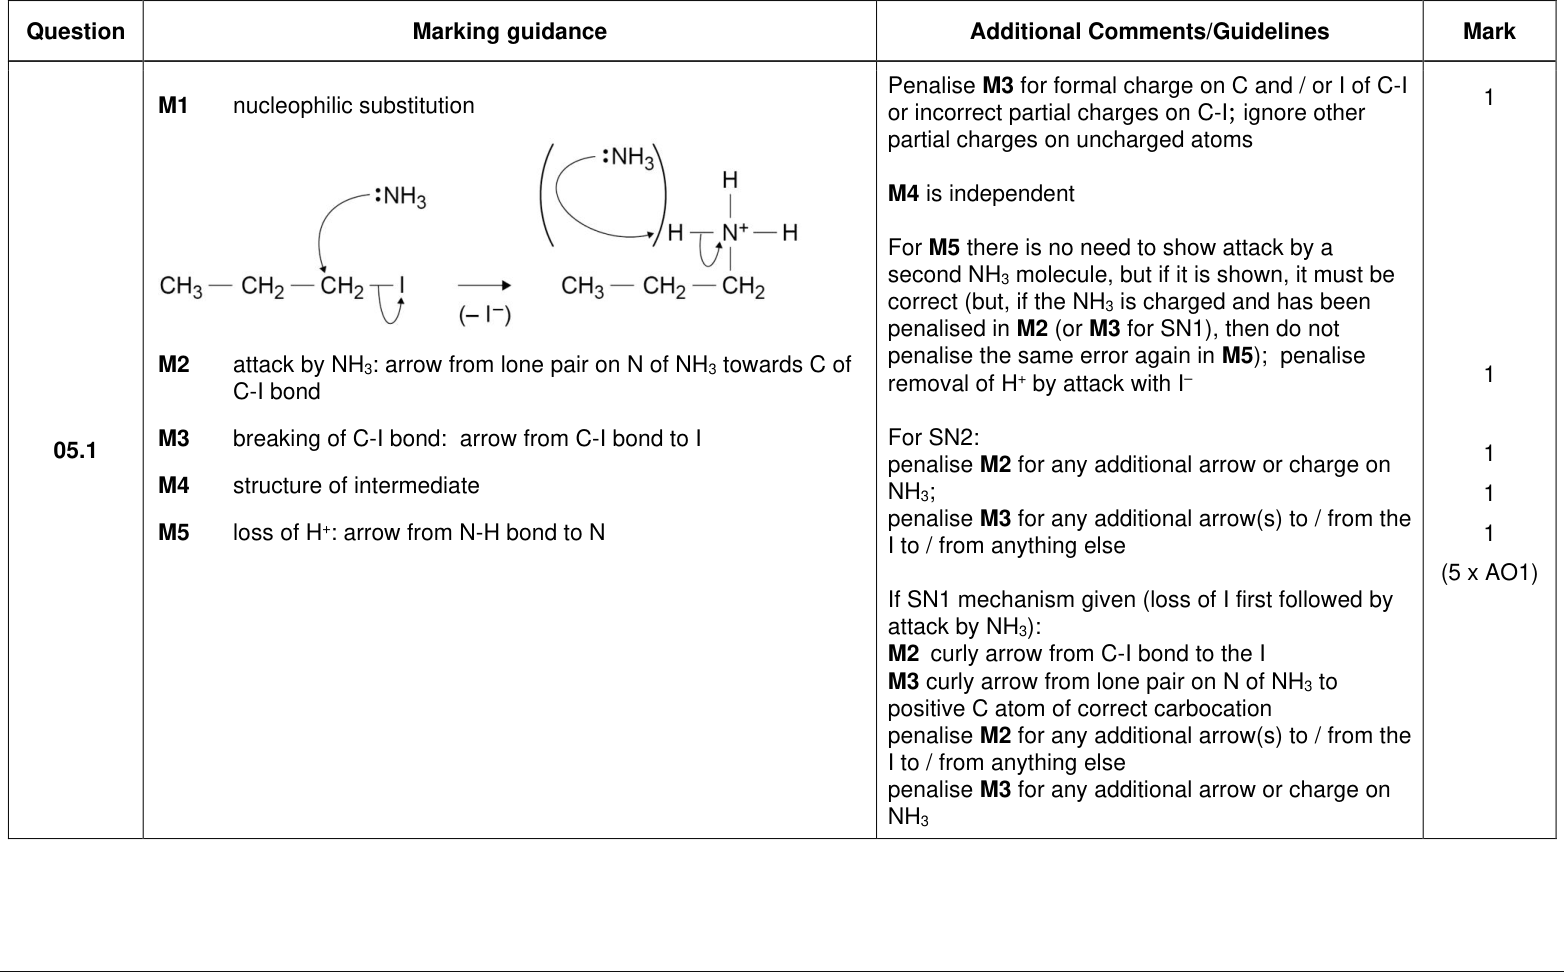 Question Marking guidance Additional Comments/Guidelines Mark
05.1
M1 nucleophilic substitution
:NH₃
CH₃ — CH₂ — CH₂ — I
(– I⁻)
:NH₃
H
H — N⁺ — H
CH₃ — CH₂ — CH₂
M2 attack by NH₃: arrow from lone pair on N of NH₃ towards C of
C-I bond
M3 breaking of C-I bond: arrow from C-I bond to I
M4 structure of intermediate
M5 loss of H⁺: arrow from N-H bond to N
Penalise M3 for formal charge on C and / or I of C-I
or incorrect partial charges on C-I; ignore other
partial charges on uncharged atoms
M4 is independent
For M5 there is no need to show attack by a
second NH₃ molecule, but if it is shown, it must be
correct (but, if the NH₃ is charged and has been
penalised in M2 (or M3 for SN1), then do not
penalise the same error again in M5); penalise
removal of H⁺ by attack with I⁻
For SN2:
penalise M2 for any additional arrow or charge on
NH₃;
penalise M3 for any additional arrow(s) to / from the
I to / from anything else
If SN1 mechanism given (loss of I first followed by
attack by NH₃):
M2 curly arrow from C-I bond to the I
M3 curly arrow from lone pair on N of NH₃ to
positive C atom of correct carbocation
penalise M2 for any additional arrow(s) to / from the
I to / from anything else
penalise M3 for any additional arrow or charge on
NH₃
1
1
1
1
1
(5 x AO1)